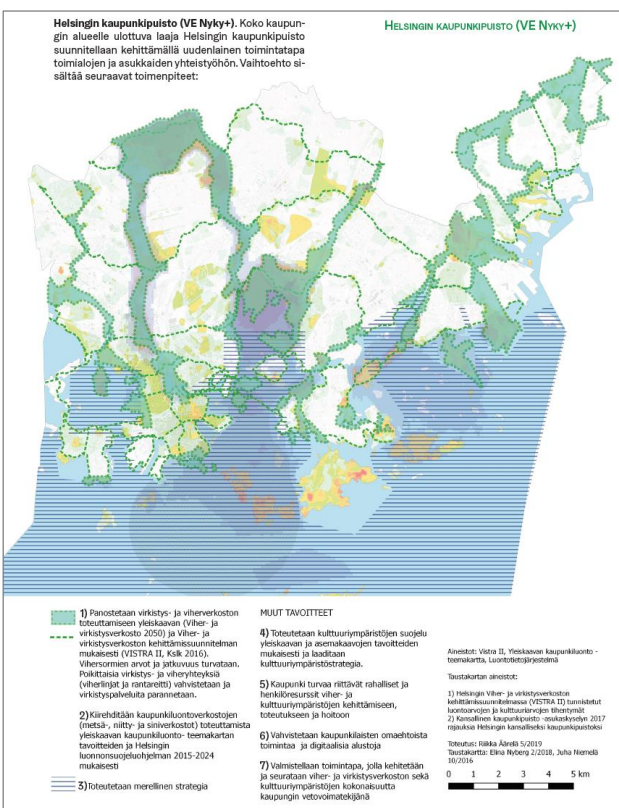 Helsingin kaupunkipuisto (VE Nyky+). Koko kaupun-
gin alueelle ulottuva laaja Helsingin kaupunkipuisto
suunnitellaan kehittämällä uudenlainen toimintatapa
toimialojen ja asukkaiden yhteistyöhön. Vaihtoehto si-
sältää seuraavat toimenpiteet:
HELSINGIN KAUPUNKIPUISTO (VE NYKY+)
1) Panostetaan virkistys- ja viherverkoston
toteuttamiseen yleiskaavan (Viher- ja
virkistysverkosto 2050) ja Viher- ja
virkistysverkoston kehittämissuunnitelman
mukaisesti (VISTRA II, Kslk 2016).
Vihersormien arvot ja jatkuvuus turvataan.
Poikittaisia virkistys- ja viheryhteyksiä
(viherlinjat ja rantareitti) vahvistetaan ja
virkistyspalveluita parannetaan.
2) Kiirehditään kaupunkiluontoverkostojen
(metsä-, niitty- ja siniverkostot) toteuttamista
yleiskaavan kaupunkiluonto- teemakartan
tavoitteiden ja Helsingin
luonnonsuojeluohjelman 2015-2024
mukaisesti
3) Toteutetaan merellinen strategia
MUUT TAVOITTEET
4) Toteutetaan kulttuuriympäristöjen suojelu
yleiskaavan ja asemakaavojen tavoitteiden
mukaisesti ja laaditaan
kulttuuriympäristöstrategia.
5) Kaupunki turvaa riittävät rahalliset ja
henkilöresurssit viher- ja
kulttuuriympäristöjen kehittämiseen,
toteutukseen ja hoitoon
6) Vahvistetaan kaupunkilaisten omaehtoista
toimintaa ja digitaalisia alustoja
7) Valmistellaan toimintapa, jolla kehitetään
ja seurataan viher- ja virkistysverkoston sekä
kulttuuriympäristöjen kokonaisuutta
kaupungin vetovoimatekijänä
Aineistot: Vistra II, Yleiskaavan kaupunkiluonto -
teemakartta, Luontotietojärjestelmä
Taustakartan aineistot:
1) Helsingin Viher- ja virkistysverkoston
kehittämissuunnitelmassa (VISTRA II) tunnistetut
luontoarvojen ja kulttuuriarvojen tihentymät
2) Kansallinen kaupunkipuisto -asukaskyselyn 2017
rajauksia Helsingin kansalliseksi kaupunkipuistoksi
Toteutus: Riikka Äärelä 5/2019
Taustakartta: Elina Nyberg 2/2018, Juha Niemelä
10/2016
0 1 2 3 4 5 km